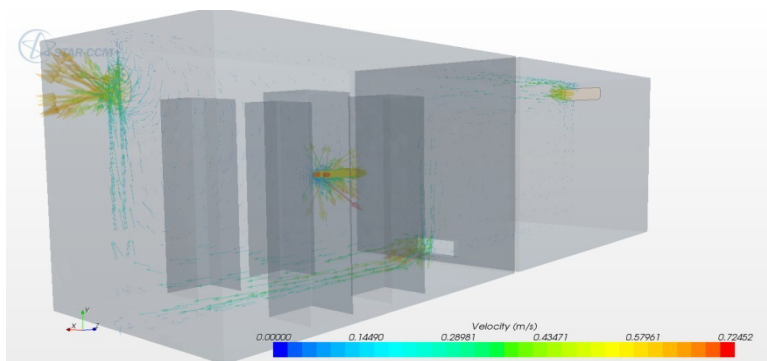 STAR-CCM
Y
X Z
Velocity (m/s)
0.00000 0.14490 0.28981 0.43471 0.57961 0.72452